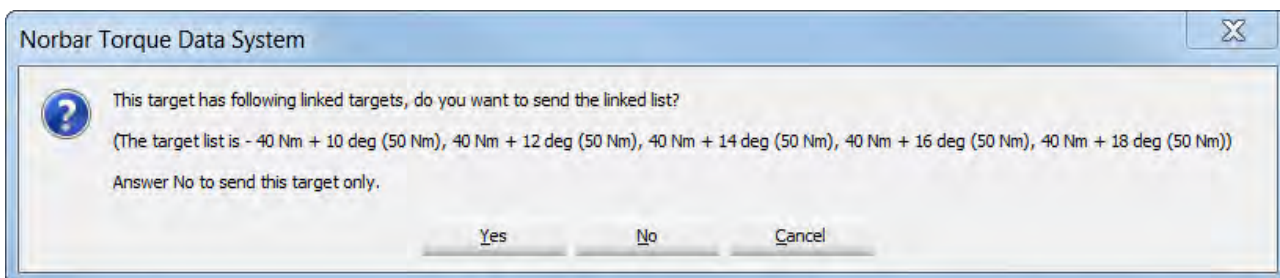 Norbar Torque Data System
This target has following linked targets, do you want to send the linked list?
(The target list is - 40 Nm + 10 deg (50 Nm), 40 Nm + 12 deg (50 Nm), 40 Nm + 14 deg (50 Nm), 40 Nm + 16 deg (50 Nm), 40 Nm + 18 deg (50 Nm))
Answer No to send this target only.
Yes No Cancel